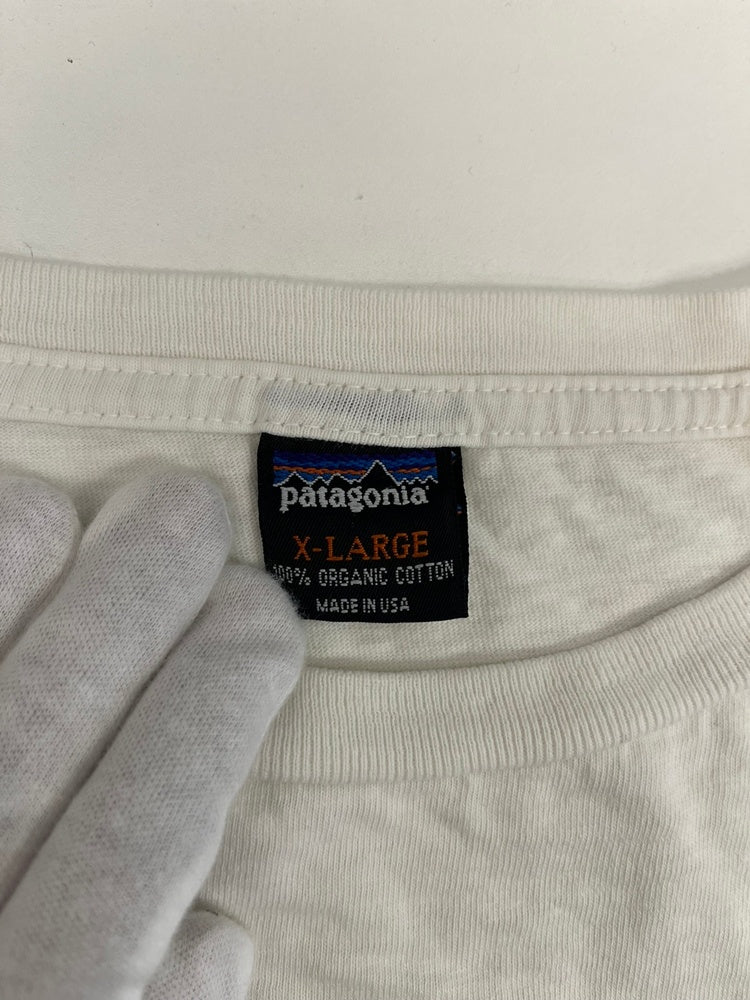 patagonia
X-LARGE
100% ORGANIC COTTON
MADE IN USA